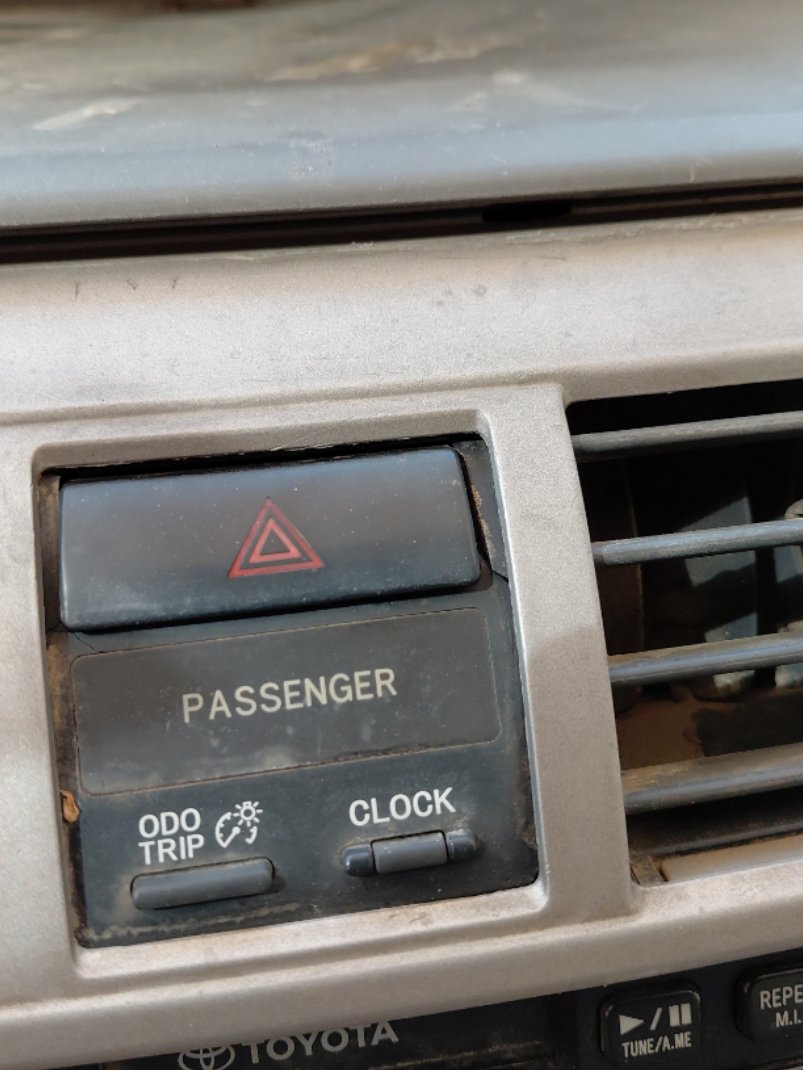 PASSENGER
ODO
TRIP
CLOCK
TOYOTA
TUNE/A.ME
REPE
M.I.